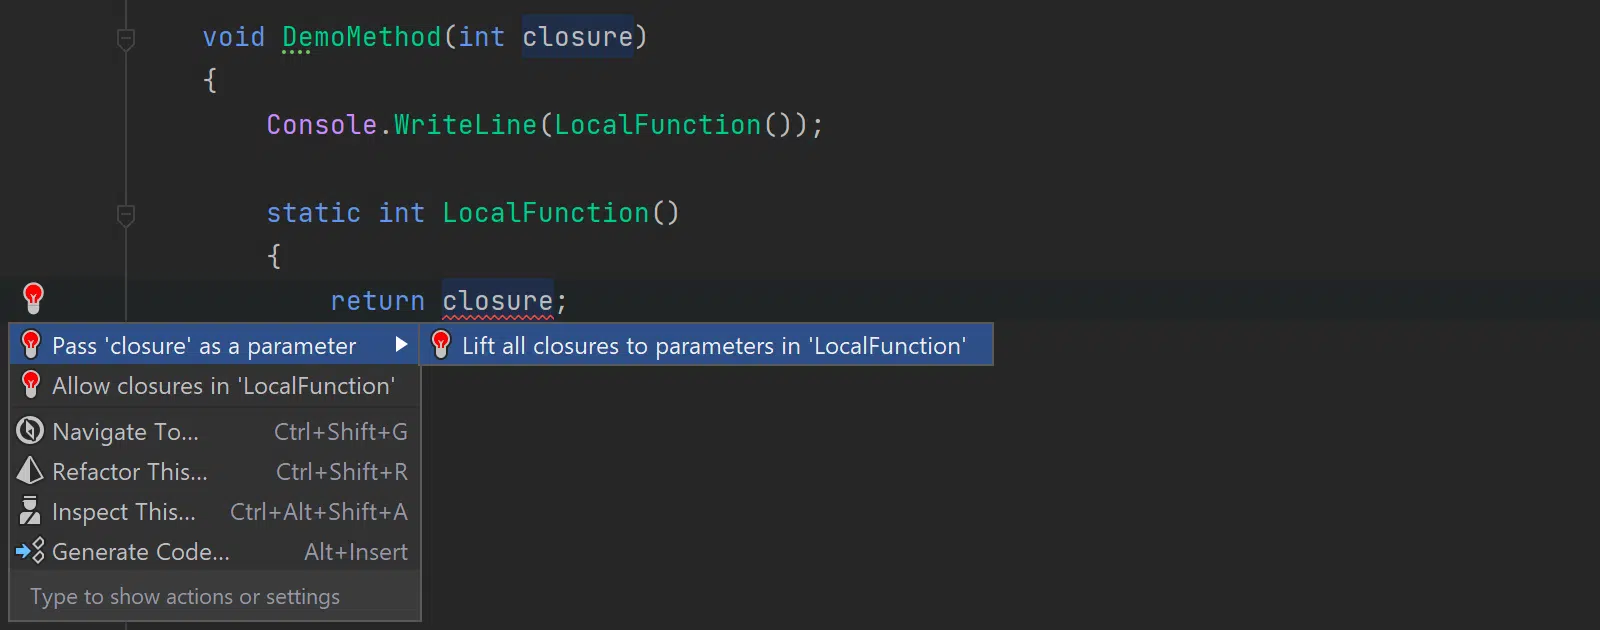 void DemoMethod(int closure)
{
Console.WriteLine(LocalFunction());
static int LocalFunction()
{
return closure;
Pass 'closure' as a parameter
Lift all closures to parameters in 'LocalFunction'
Allow closures in 'LocalFunction'
Navigate To... Ctrl+Shift+G
Refactor This... Ctrl+Shift+R
Inspect This... Ctrl+Alt+Shift+A
Generate Code... Alt+Insert
Type to show actions or settings